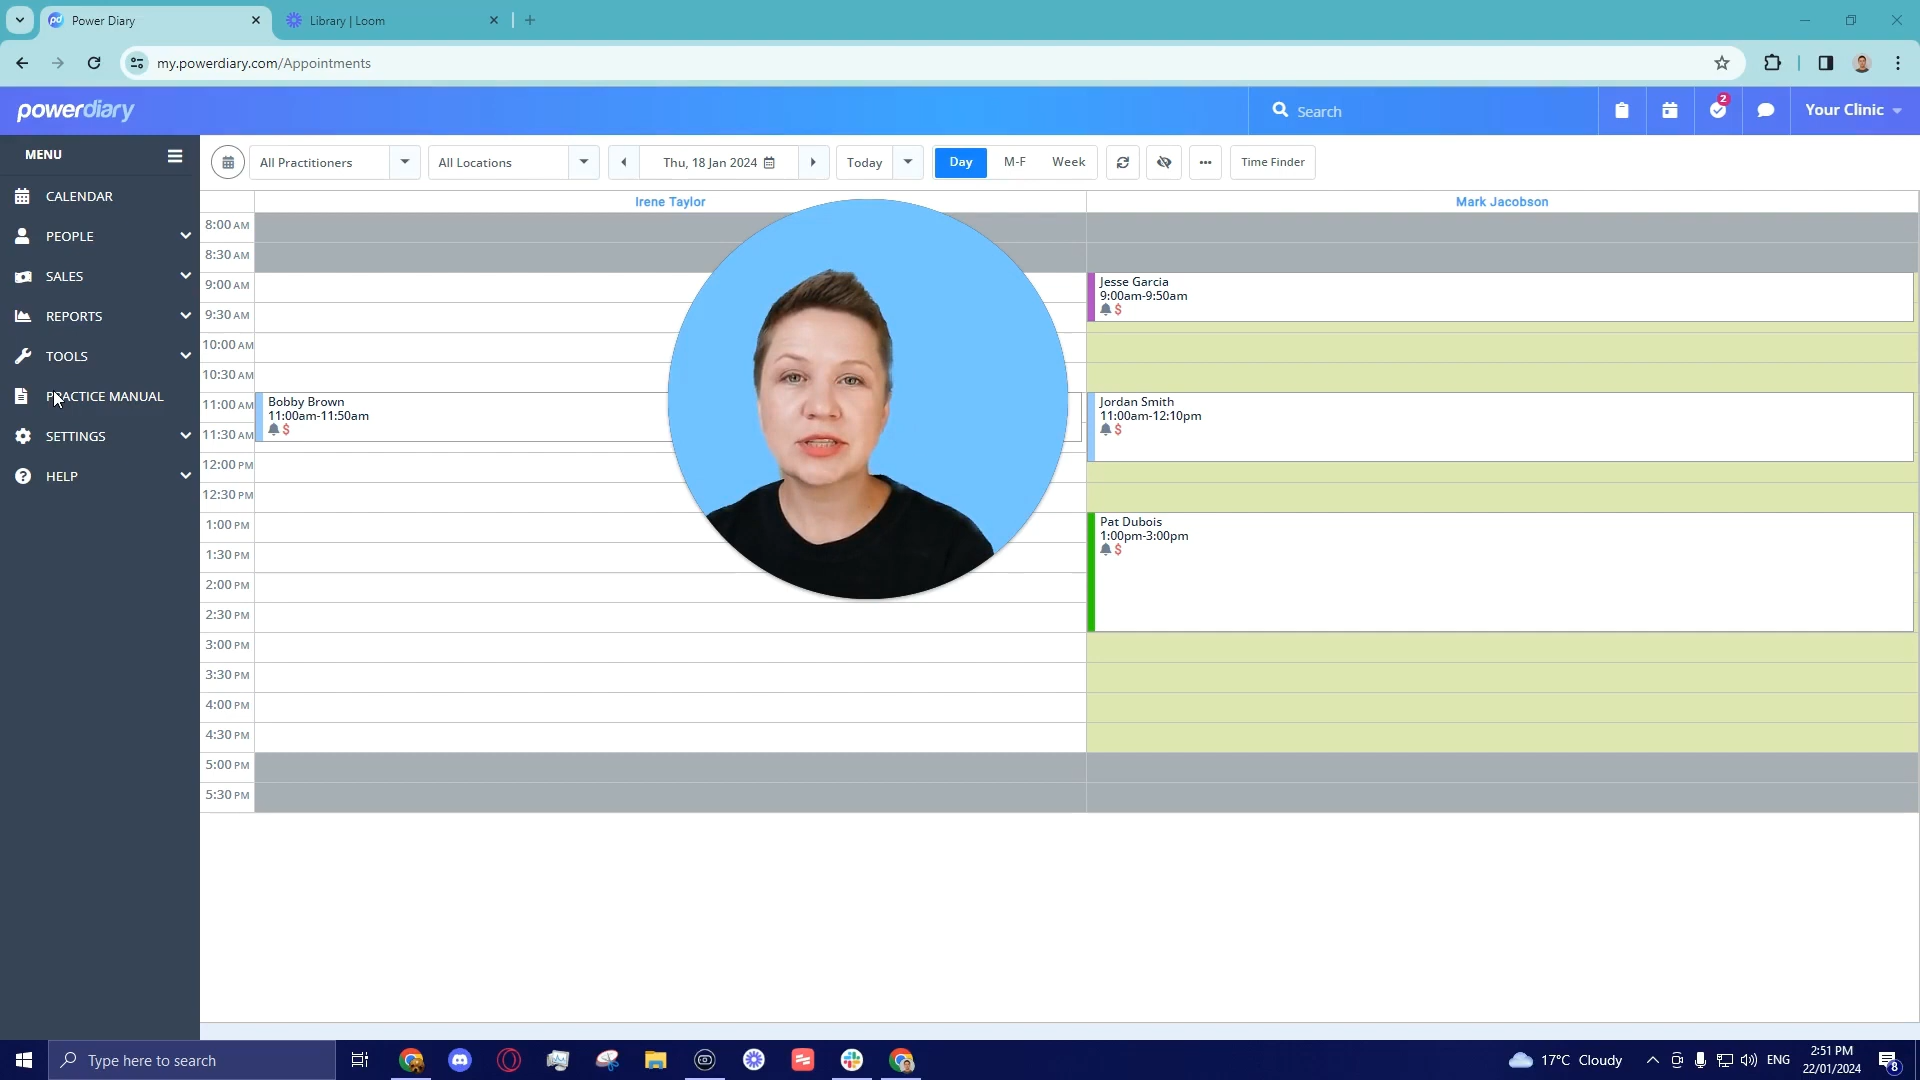 Power Diary
Library | Loom
my.powerdiary.com/Appointments
powerdiary
Search
2
Your Clinic
MENU
All Practitioners
All Locations
Thu, 18 Jan 2024
Today
Day
M-F
Week
Time Finder
CALENDAR
PEOPLE
SALES
REPORTS
TOOLS
PRACTICE MANUAL
SETTINGS
HELP
Irene Taylor
Mark Jacobson
8:00 AM
8:30 AM
9:00 AM
9:30 AM
10:00 AM
10:30 AM
11:00 AM
11:30 AM
12:00 PM
12:30 PM
1:00 PM
1:30 PM
2:00 PM
2:30 PM
3:00 PM
3:30 PM
4:00 PM
4:30 PM
5:00 PM
5:30 PM
Bobby Brown
11:00am-11:50am
$
Jesse Garcia
9:00am-9:50am
$
Jordan Smith
11:00am-12:10pm
$
Pat Dubois
1:00pm-3:00pm
$
Type here to search
17°C Cloudy
ENG
2:51 PM
22/01/2024
8